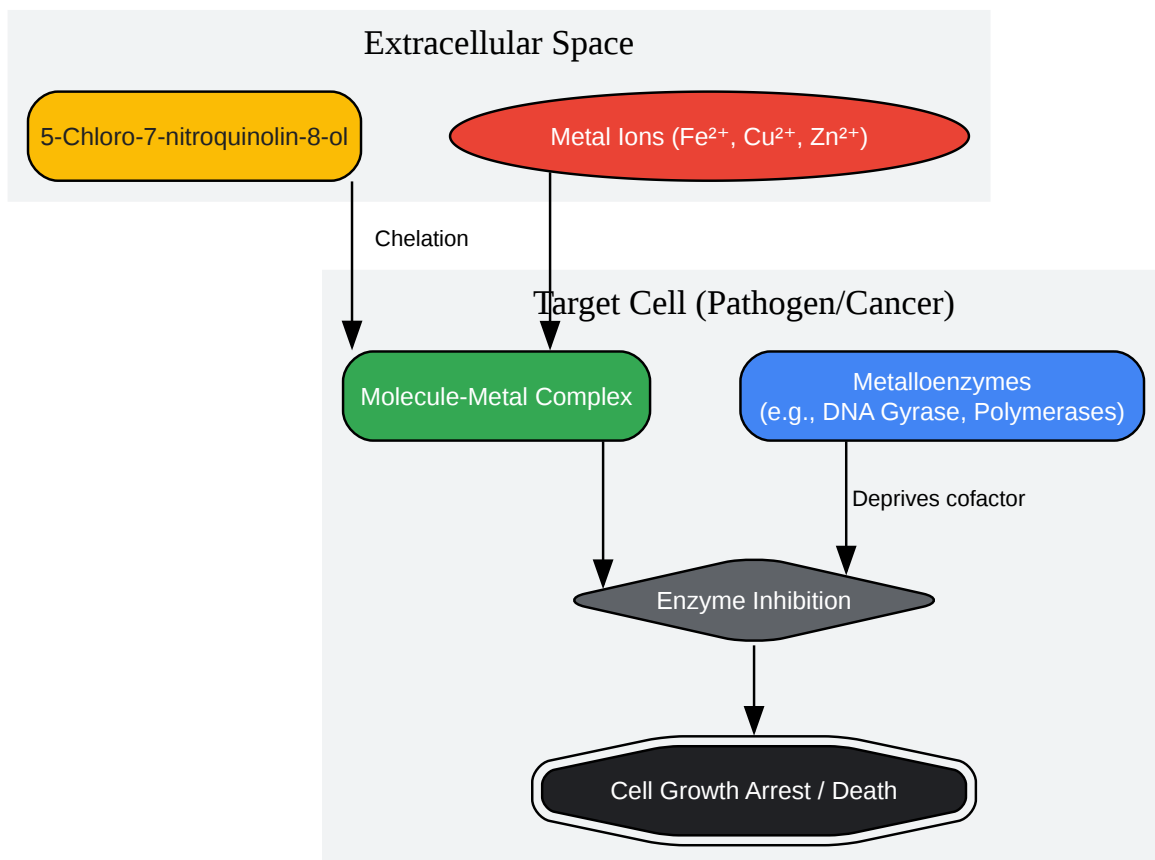 Extracellular Space
5-Chloro-7-nitroquinolin-8-ol
Metal Ions (Fe²⁺, Cu²⁺, Zn²⁺)
Chelation
Target Cell (Pathogen/Cancer)
Molecule-Metal Complex
Metalloenzymes
(e.g., DNA Gyrase, Polymerases)
Deprives cofactor
Enzyme Inhibition
Cell Growth Arrest / Death